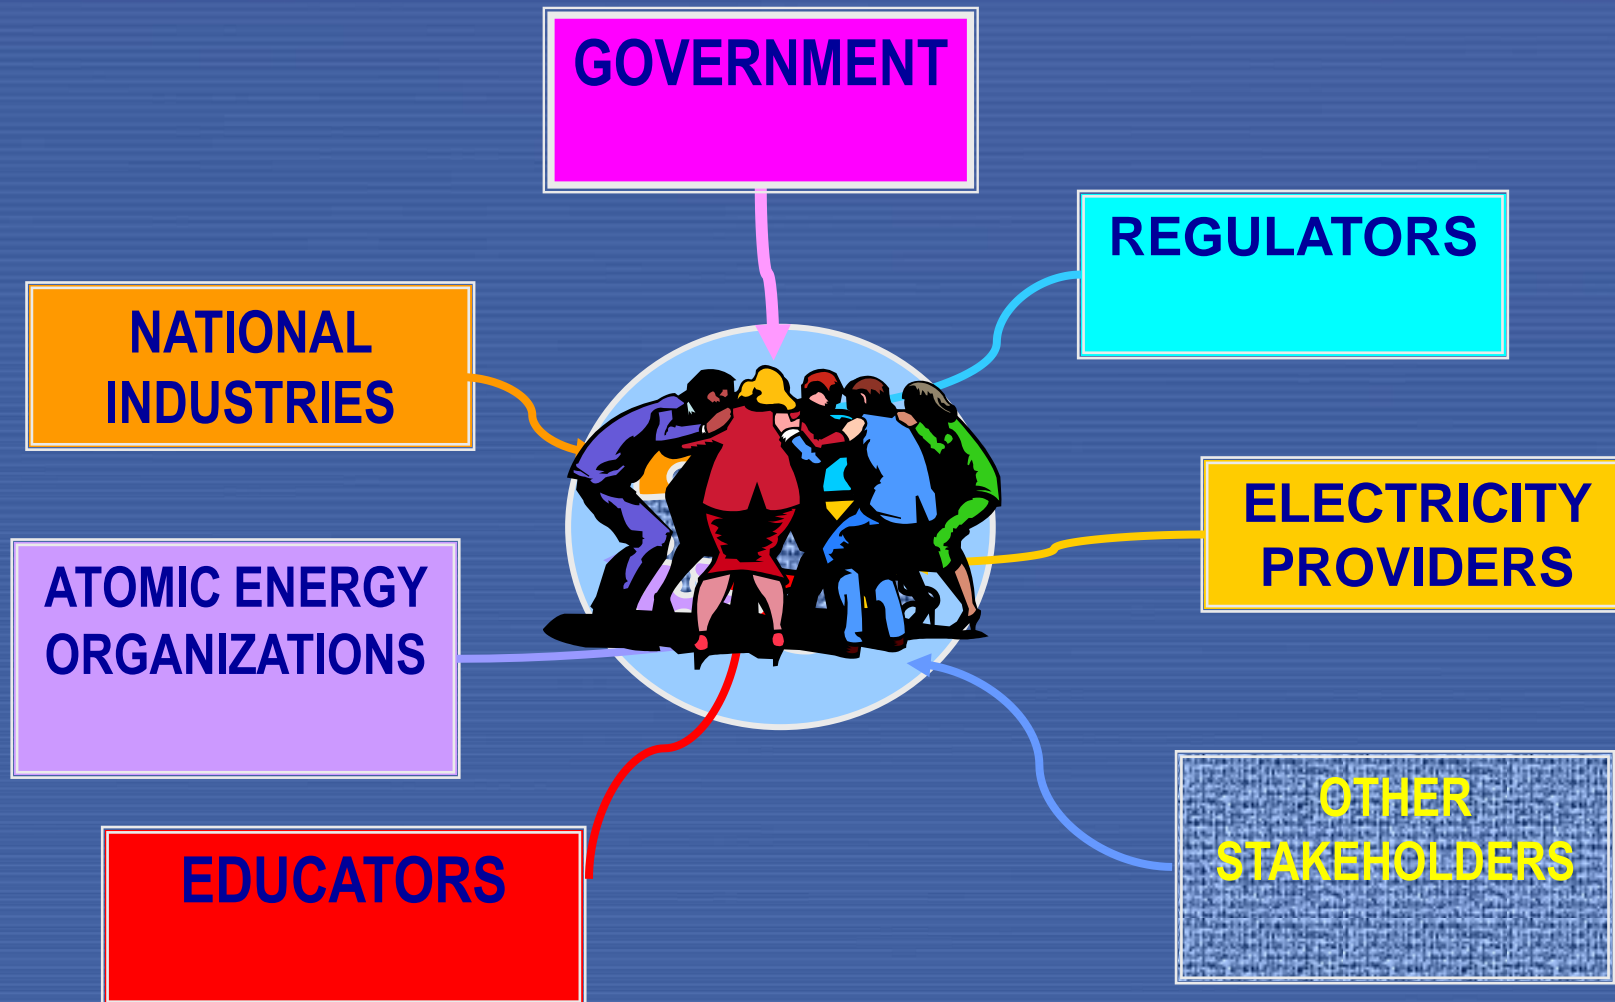 GOVERNMENT
REGULATORS
NATIONAL
INDUSTRIES
ELECTRICITY
PROVIDERS
ATOMIC ENERGY
ORGANIZATIONS
OTHER
STAKEHOLDERS
EDUCATORS